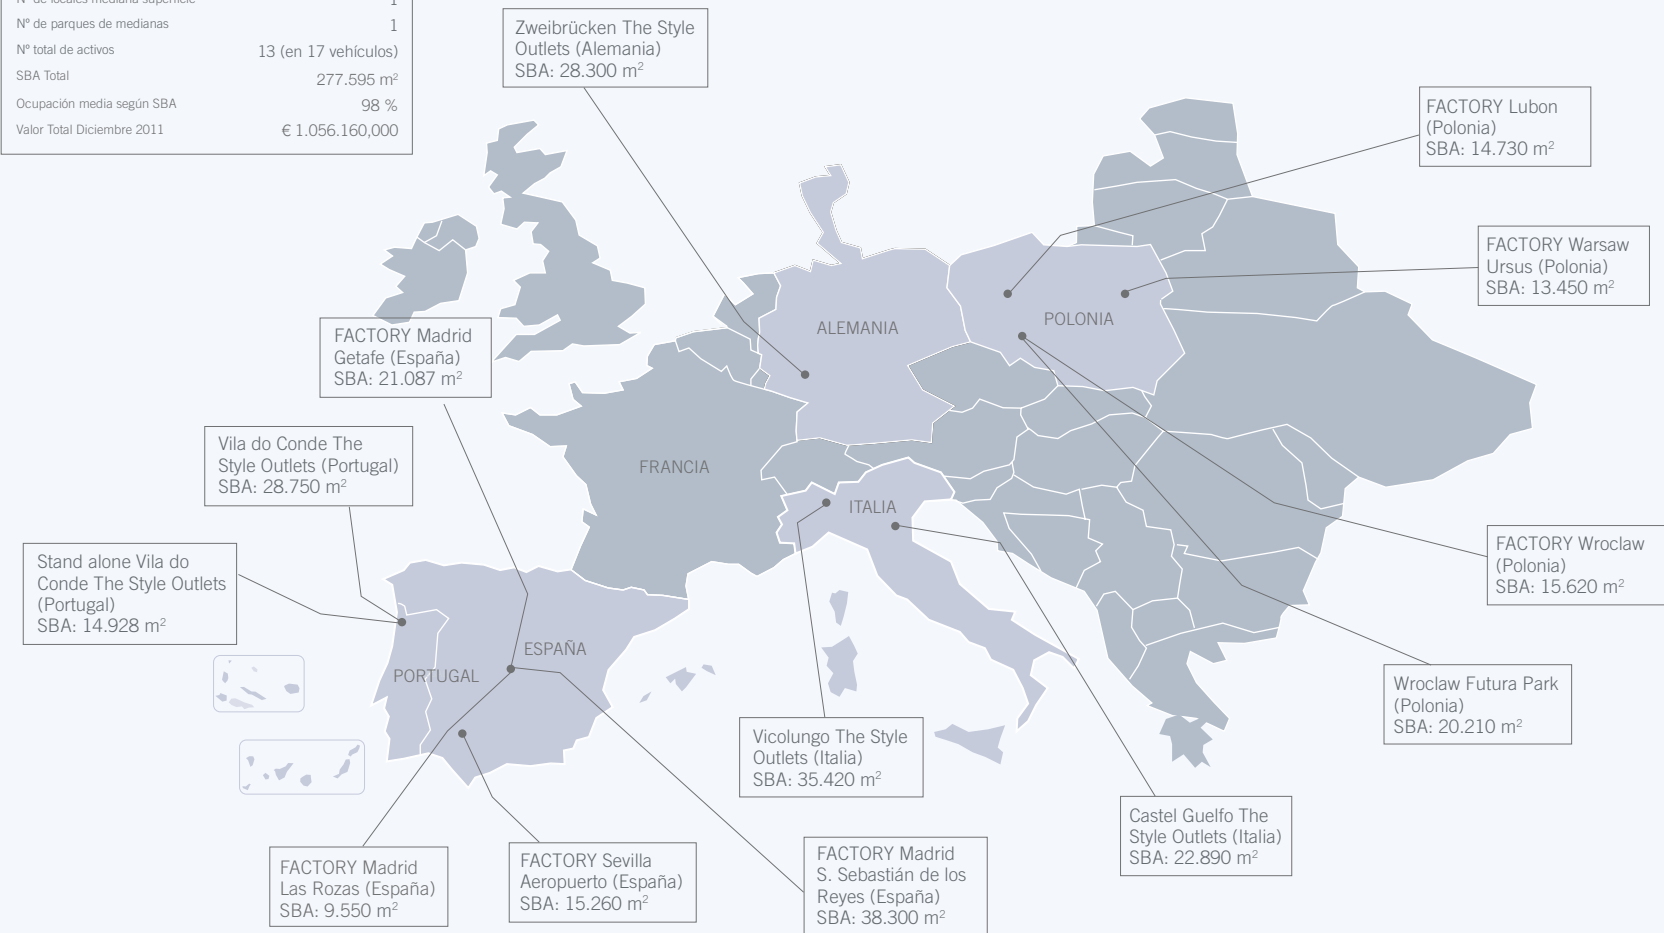 Nº de locales mediana superficie 1
Nº de parques de medianas 1
Nº total de activos 13 (en 17 vehículos)
SBA Total 277.595 m²
Ocupación media según SBA 98 %
Valor Total Diciembre 2011 € 1.056.160,000
Zweibrücken The Style
Outlets (Alemania)
SBA: 28.300 m²
FACTORY Lubon
(Polonia)
SBA: 14.730 m²
FACTORY Warsaw
Ursus (Polonia)
SBA: 13.450 m²
FACTORY Madrid
Getafe (España)
SBA: 21.087 m²
ALEMANIA
POLONIA
Vila do Conde The
Style Outlets (Portugal)
SBA: 28.750 m²
FRANCIA
ITALIA
Stand alone Vila do
Conde The Style Outlets
(Portugal)
SBA: 14.928 m²
FACTORY Wroclaw
(Polonia)
SBA: 15.620 m²
ESPAÑA
PORTUGAL
Wroclaw Futura Park
(Polonia)
SBA: 20.210 m²
Vicolungo The Style
Outlets (Italia)
SBA: 35.420 m²
Castel Guelfo The
Style Outlets (Italia)
SBA: 22.890 m²
FACTORY Madrid
Las Rozas (España)
SBA: 9.550 m²
FACTORY Sevilla
Aeropuerto (España)
SBA: 15.260 m²
FACTORY Madrid
S. Sebastián de los
Reyes (España)
SBA: 38.300 m²